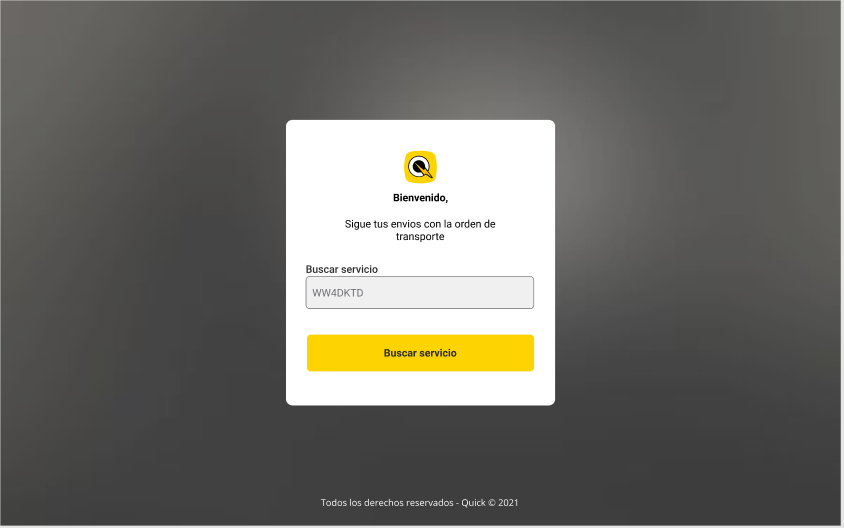 Bienvenido,
Sigue tus envios con la orden de
transporte
Buscar servicio
WW4DKTD
Buscar servicio
Todos los derechos reservados - Quick © 2021